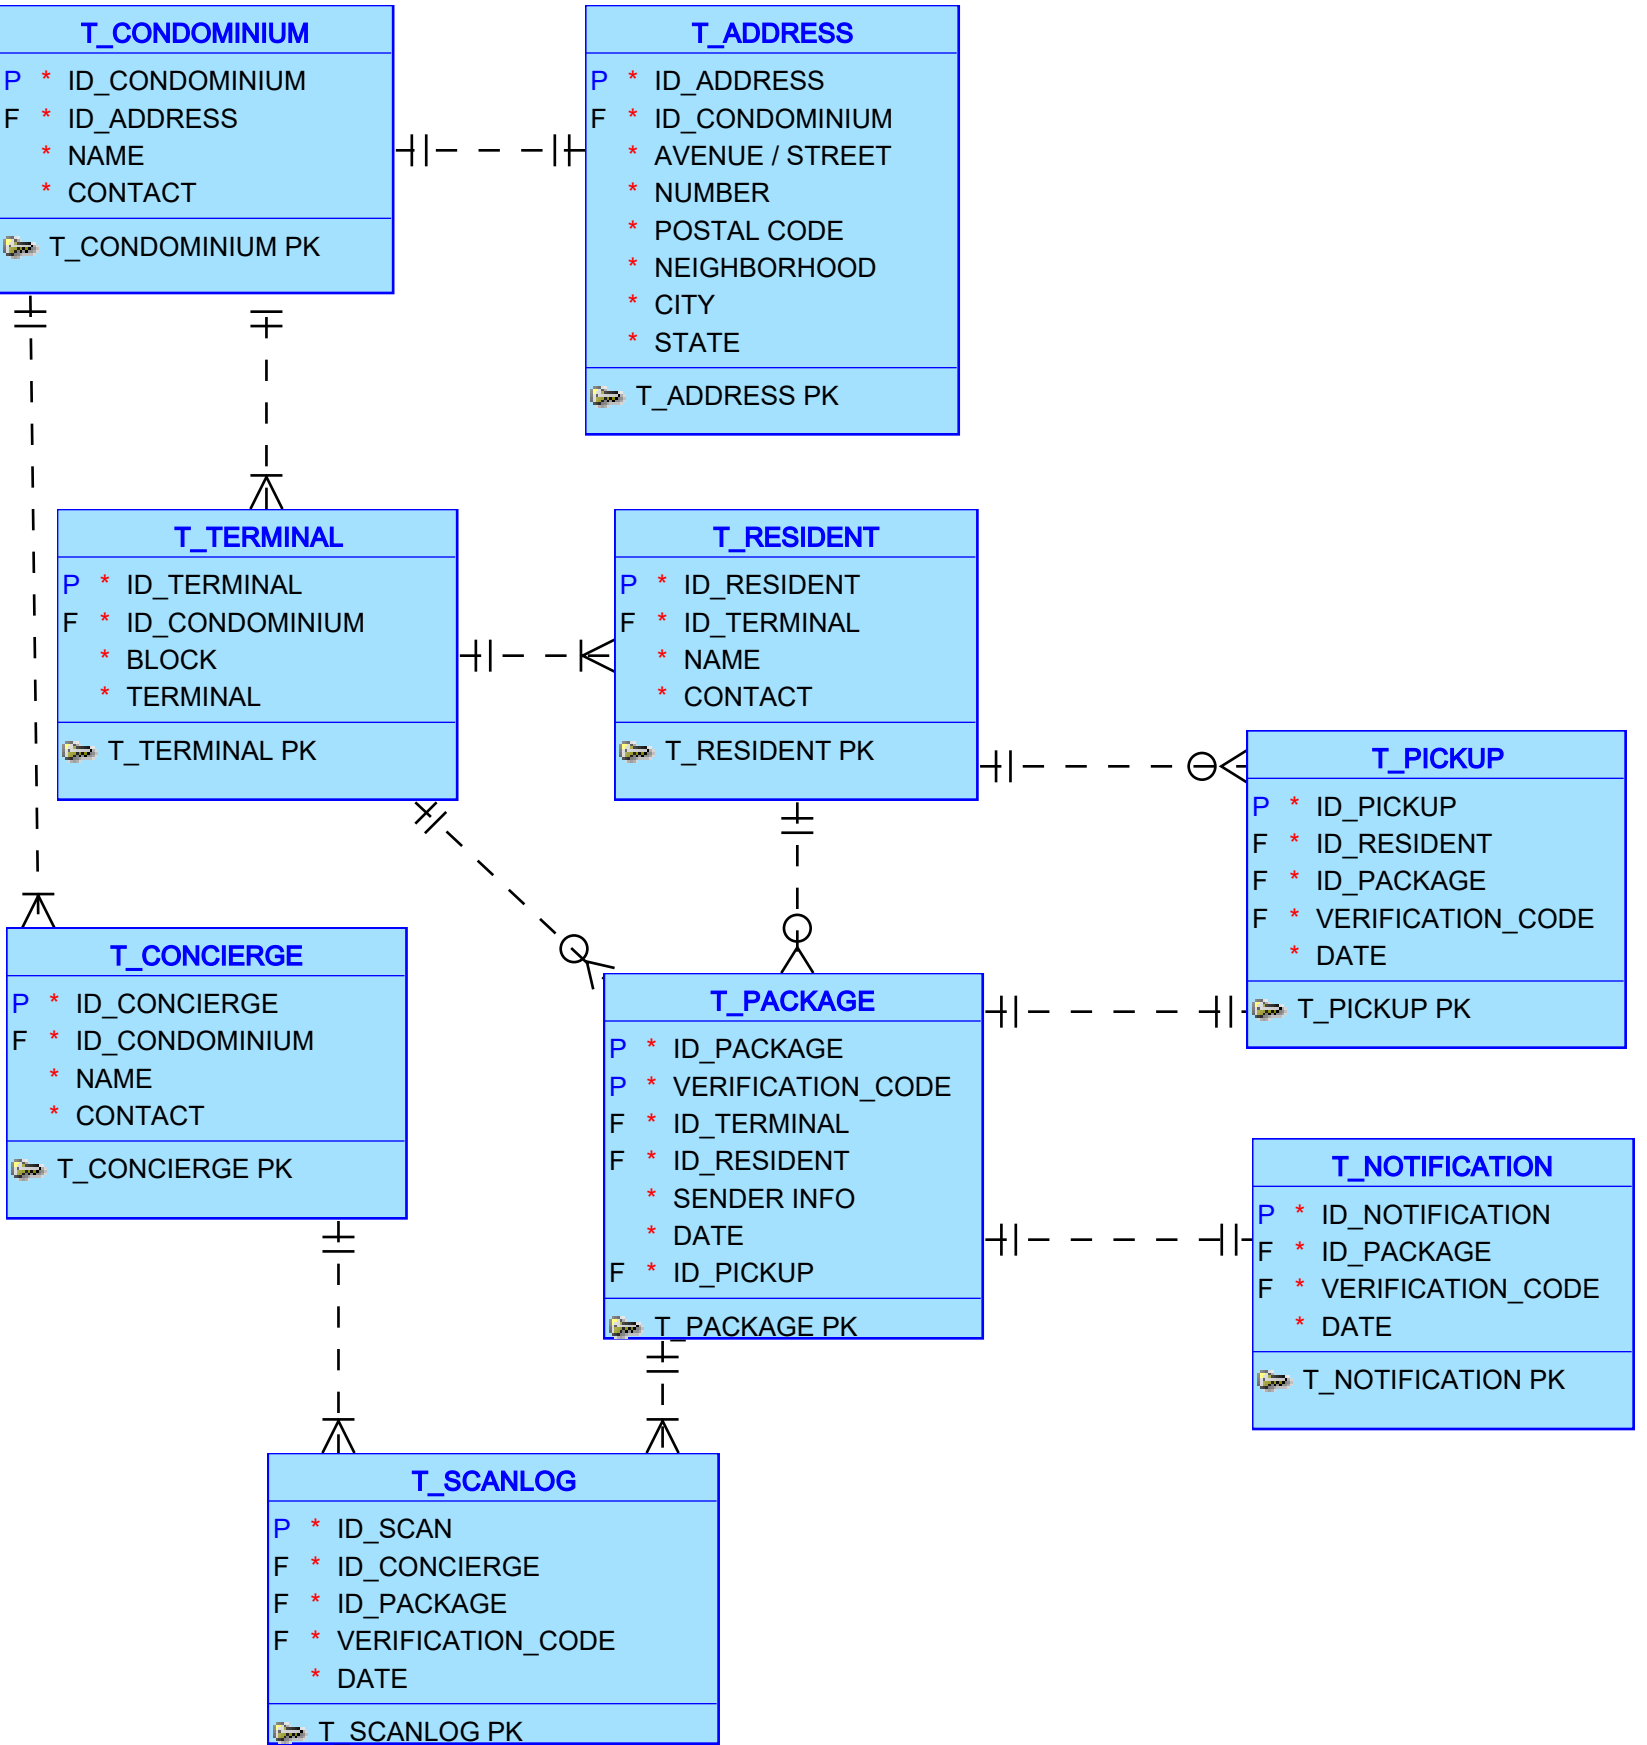 T_CONDOMINIUM
P * ID_CONDOMINIUM
F * ID_ADDRESS
* NAME
* CONTACT
T_CONDOMINIUM PK
T_ADDRESS
P * ID_ADDRESS
F * ID_CONDOMINIUM
* AVENUE / STREET
* NUMBER
* POSTAL CODE
* NEIGHBORHOOD
* CITY
* STATE
T_ADDRESS PK
T_TERMINAL
P * ID_TERMINAL
F * ID_CONDOMINIUM
* BLOCK
* TERMINAL
T_TERMINAL PK
T_RESIDENT
P * ID_RESIDENT
F * ID_TERMINAL
* NAME
* CONTACT
T_RESIDENT PK
T_PICKUP
P * ID_PICKUP
F * ID_RESIDENT
F * ID_PACKAGE
F * VERIFICATION_CODE
* DATE
T_PICKUP PK
T_CONCIERGE
P * ID_CONCIERGE
F * ID_CONDOMINIUM
* NAME
* CONTACT
T_CONCIERGE PK
T_PACKAGE
P * ID_PACKAGE
P * VERIFICATION_CODE
F * ID_TERMINAL
F * ID_RESIDENT
* SENDER INFO
* DATE
F * ID_PICKUP
T_PACKAGE PK
T_NOTIFICATION
P * ID_NOTIFICATION
F * ID_PACKAGE
F * VERIFICATION_CODE
* DATE
T_NOTIFICATION PK
T_SCANLOG
P * ID_SCAN
F * ID_CONCIERGE
F * ID_PACKAGE
F * VERIFICATION_CODE
* DATE
T_SCANLOG PK